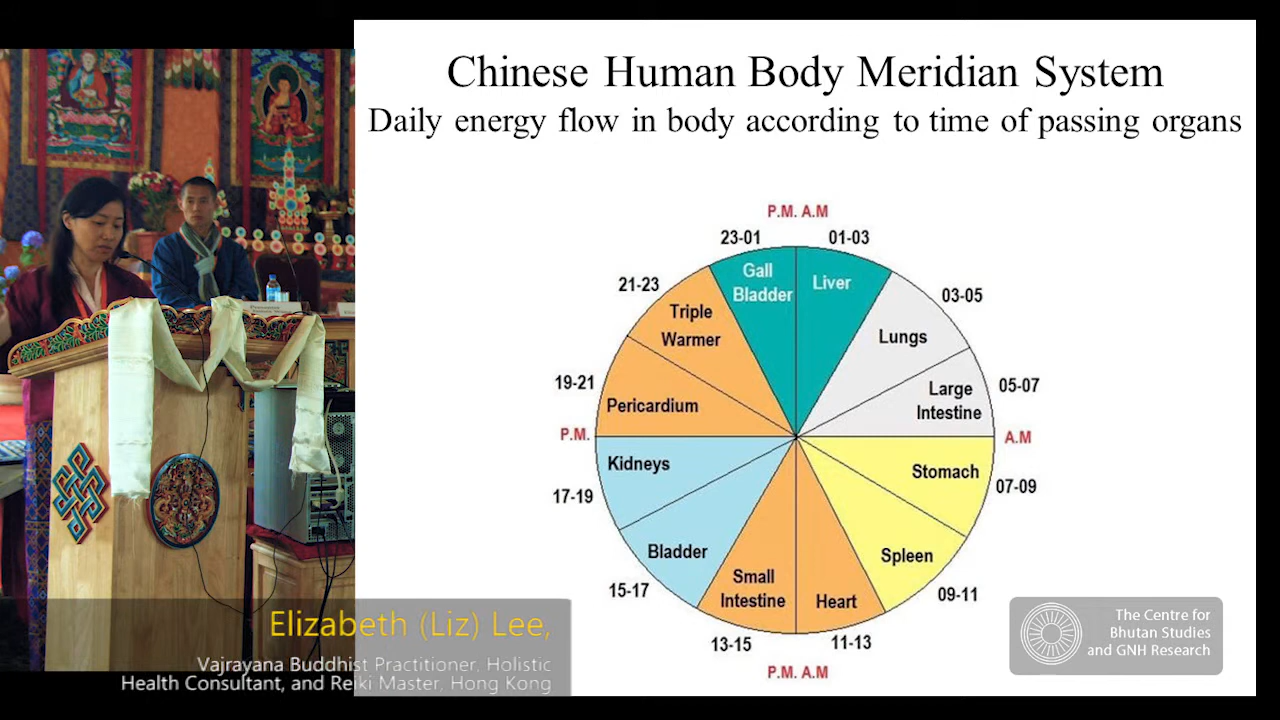 Chinese Human Body Meridian System
Daily energy flow in body according to time of passing organs
P.M. A.M
23-01
01-03
Gall
Bladder
Liver
21-23
03-05
Triple
Warmer
Lungs
19-21
05-07
Pericardium
Large
Intestine
P.M.
A.M
Kidneys
Stomach
17-19
07-09
Bladder
Spleen
15-17
09-11
Small
Intestine
Heart
13-15
11-13
P.M. A.M
Elizabeth (Liz) Lee,
Vajrayana Buddhist Practitioner, Holistic
Health Consultant, and Reiki Master, Hong Kong
The Centre for
Bhutan Studies
and GNH Research